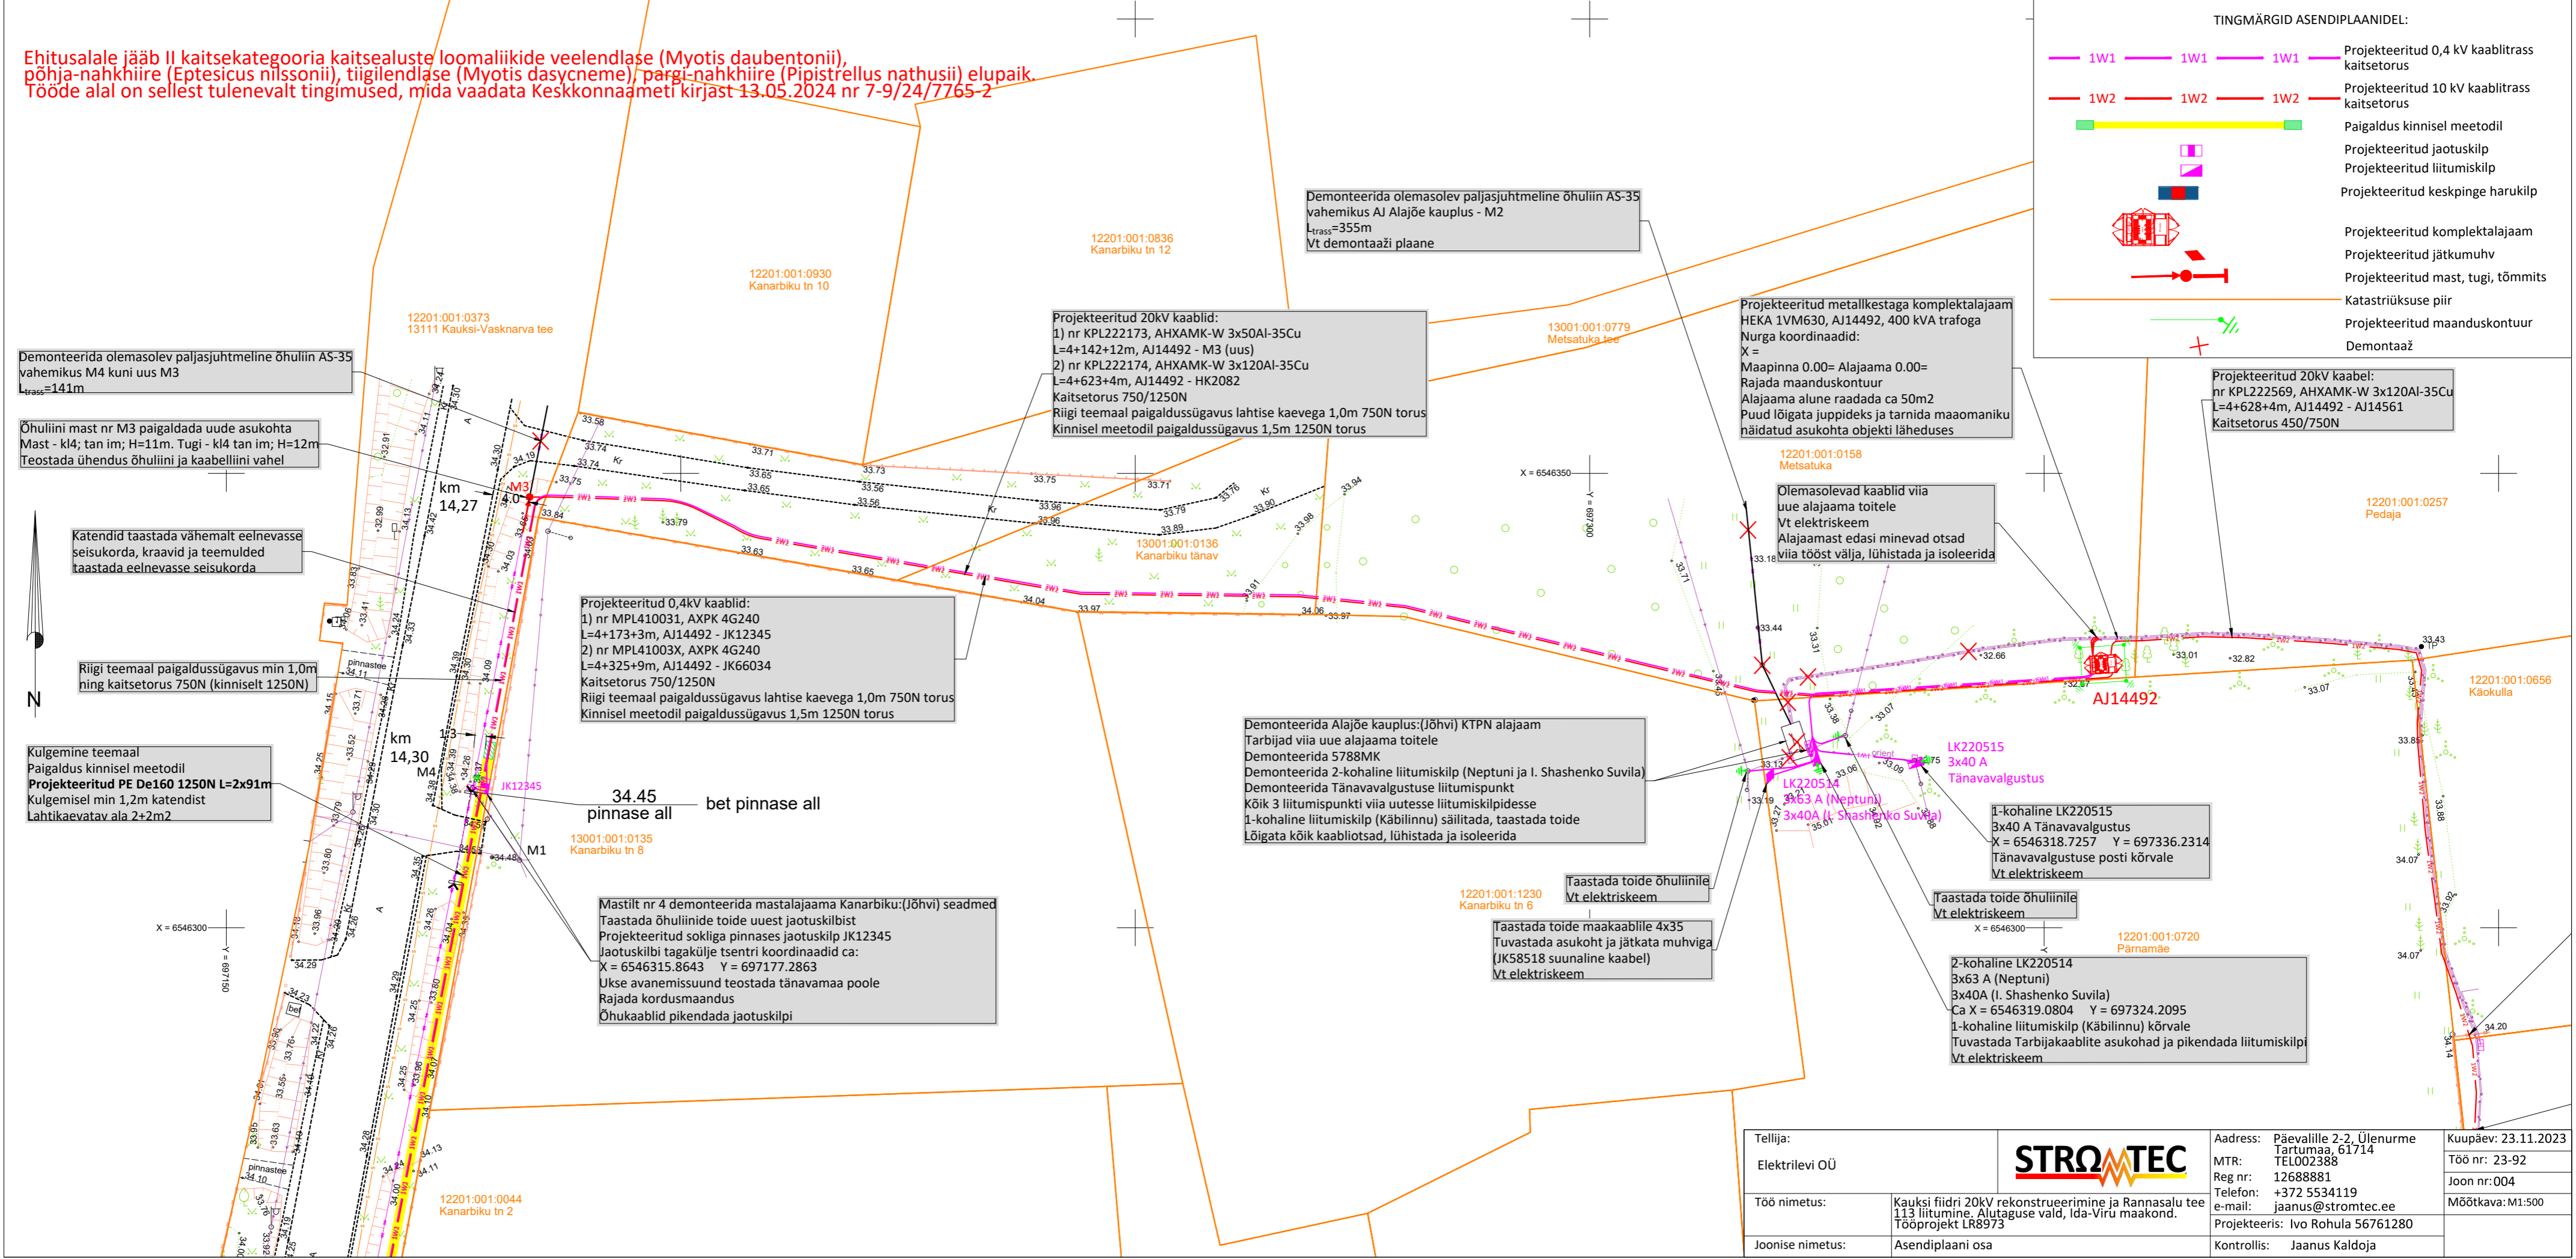 Ehitusalale jääb II kaitsekategooria kaitsealuste loomaliikide veelendlase (Myotis daubentonii),
põhja-nahkhiire (Eptesicus nilssonii), tiigilendlase (Myotis dasycneme), pargi-nahkhiire (Pipistrellus nathusii) elupaik.
Tööde alal on sellest tulenevalt tingimused, mida vaadata Keskkonnaameti kirjast 13.05.2024 nr 7-9/24/7765-2
TINGMÄRGID ASENDIPLAANIDEL:
1W1 1W1 1W1
Projekteeritud 0,4 kV kaablitrass
kaitsetorus
1W2 1W2 1W2
Projekteeritud 10 kV kaablitrass
kaitsetorus
Paigaldus kinnisel meetodil
Projekteeritud jaotuskilp
Projekteeritud liitumiskilp
Projekteeritud keskpinge harukilp
Projekteeritud komplektalajaam
Projekteeritud jätkumuhv
Projekteeritud mast, tugi, tõmmits
Katastriüksuse piir
Projekteeritud maanduskontuur
Demontaaž
12201:001:0373
13111 Kauksi-Vasknarva tee
12201:001:0930
Kanarbiku tn 10
12201:001:0836
Kanarbiku tn 12
13001:001:0779
Metsatuka tee
12201:001:0158
Metsatuka
12201:001:0257
Pedaja
12201:001:0656
Käokulla
13001:001:0136
Kanarbiku tänav
13001:001:0135
Kanarbiku tn 8
12201:001:1230
Kanarbiku tn 6
12201:001:0720
Pärnamäe
12201:001:0044
Kanarbiku tn 2
Demonteerida olemasolev paljasjuhtmeline õhuliin AS-35
vahemikus M4 kuni uus M3
Ltrass=141m
Õhuliini mast nr M3 paigaldada uude asukohta
Mast - kl4; tan im; H=11m. Tugi - kl4 tan im; H=12m
Teostada ühendus õhuliini ja kaabelliini vahel
Katendid taastada vähemalt eelnevasse
seisukorda, kraavid ja teemulded
taastada eelnevasse seisukorda
Riigi teemaal paigaldussügavus min 1,0m
ning kaitsetorus 750N (kinniselt 1250N)
Kulgemine teemaal
Paigaldus kinnisel meetodil
Projekteeritud PE De160 1250N L=2x91m
Kulgemisel min 1,2m katendist
Lahtikaevatav ala 2+2m2
Projekteeritud 0,4kV kaablid:
1) nr MPL410031, AXPK 4G240
L=4+173+3m, AJ14492 - JK12345
2) nr MPL41003X, AXPK 4G240
L=4+325+9m, AJ14492 - JK66034
Kaitsetorus 750/1250N
Riigi teemaal paigaldussügavus lahtise kaevega 1,0m 750N torus
Kinnisel meetodil paigaldussügavus 1,5m 1250N torus
Projekteeritud 20kV kaablid:
1) nr KPL222173, AHXAMK-W 3x50Al-35Cu
L=4+142+12m, AJ14492 - M3 (uus)
2) nr KPL222174, AHXAMK-W 3x120Al-35Cu
L=4+623+4m, AJ14492 - HK2082
Kaitsetorus 750/1250N
Riigi teemaal paigaldussügavus lahtise kaevega 1,0m 750N torus
Kinnisel meetodil paigaldussügavus 1,5m 1250N torus
Demonteerida olemasolev paljasjuhtmeline õhuliin AS-35
vahemikus AJ Alajõe kauplus - M2
Ltrass=355m
Vt demontaaži plaane
Projekteeritud metallkestaga komplektalajaam
HEKA 1VM630, AJ14492, 400 kVA trafoga
Nurga koordinaadid:
X =
Maapinna 0.00= Alajaama 0.00=
Rajada maanduskontuur
Alajaama alune raadada ca 50m2
Puud lõigata juppideks ja tarnida maaomaniku
näidatud asukohta objekti läheduses
Projekteeritud 20kV kaabel:
nr KPL222569, AHXAMK-W 3x120Al-35Cu
L=4+628+4m, AJ14492 - AJ14561
Kaitsetorus 450/750N
Olemasolevad kaablid viia
uue alajaama toitele
Vt elektriskeem
Alajaamast edasi minevad otsad
viia tööst välja, lühistada ja isoleerida
Demonteerida Alajõe kauplus:(Jõhvi) KTPN alajaam
Tarbijad viia uue alajaama toitele
Demonteerida 5788MK
Demonteerida 2-kohaline liitumiskilp (Neptuni ja I. Shashenko Suvila)
Demonteerida Tänavavalgustuse liitumispunkt
Kõik 3 liitumispunkti viia uutesse liitumiskilpidesse
1-kohaline liitumiskilp (Käbilinnu) säilitada, taastada toide
Lõigata kõik kaabliotsad, lühistada ja isoleerida
Mastilt nr 4 demonteerida mastalajaama Kanarbiku:(Jõhvi) seadmed
Taastada õhuliinide toide uuest jaotuskilbist
Projekteeritud sokliga pinnases jaotuskilp JK12345
Jaotuskilbi tagakülje tsentri koordinaadid ca:
X = 6546315.8643 Y = 697177.2863
Ukse avanemissuund teostada tänavamaa poole
Rajada kordusmaandus
Õhukaablid pikendada jaotuskilpi
Taastada toide õhuliinile
Vt elektriskeem
Taastada toide maakaablile 4x35
Tuvastada asukoht ja jätkata muhviga
(JK58518 suunaline kaabel)
Vt elektriskeem
1-kohaline LK220515
3x40 A Tänavavalgustus
X = 6546318.7257 Y = 697336.2314
Tänavavalgustuse posti kõrvale
Vt elektriskeem
Taastada toide õhuliinile
Vt elektriskeem
2-kohaline LK220514
3x63 A (Neptuni)
3x40A (I. Shashenko Suvila)
Ca X = 6546319.0804 Y = 697324.2095
1-kohaline liitumiskilp (Käbilinnu) kõrvale
Tuvastada Tarbijakaablite asukohad ja pikendada liitumiskilpi
Vt elektriskeem
LK220515
3x40 A
Tänavavalgustus
LK220514
3x63 A (Neptuni)
3x40A (I. Shashenko Suvila)
AJ14492
JK12345
M3
M4
M1
km
14,27
km
14,30
34.45
pinnase all
bet pinnase all
pinnastee
pinnastee
bet
N
X = 6546350
Y = 697300
X = 6546300
Y = 697150
X = 6546300
Tellija:
Elektrilevi OÜ
STROMTEC
Aadress: Päevalille 2-2, Ülenurme
Tartumaa, 61714
MTR: TEL002388
Reg nr: 12688881
Telefon: +372 5534119
e-mail: jaanus@stromtec.ee
Kuupäev: 23.11.2023
Töö nr: 23-92
Joon nr: 004
Mõõtkava: M1:500
Töö nimetus:
Kauksi fiidri 20kV rekonstrueerimine ja Rannasalu tee
113 liitumine. Alutaguse vald, Ida-Viru maakond.
Tööprojekt LR8973
Projekteeris: Ivo Rohula 56761280
Joonise nimetus: Asendiplaani osa
Kontrollis: Jaanus Kaldoja